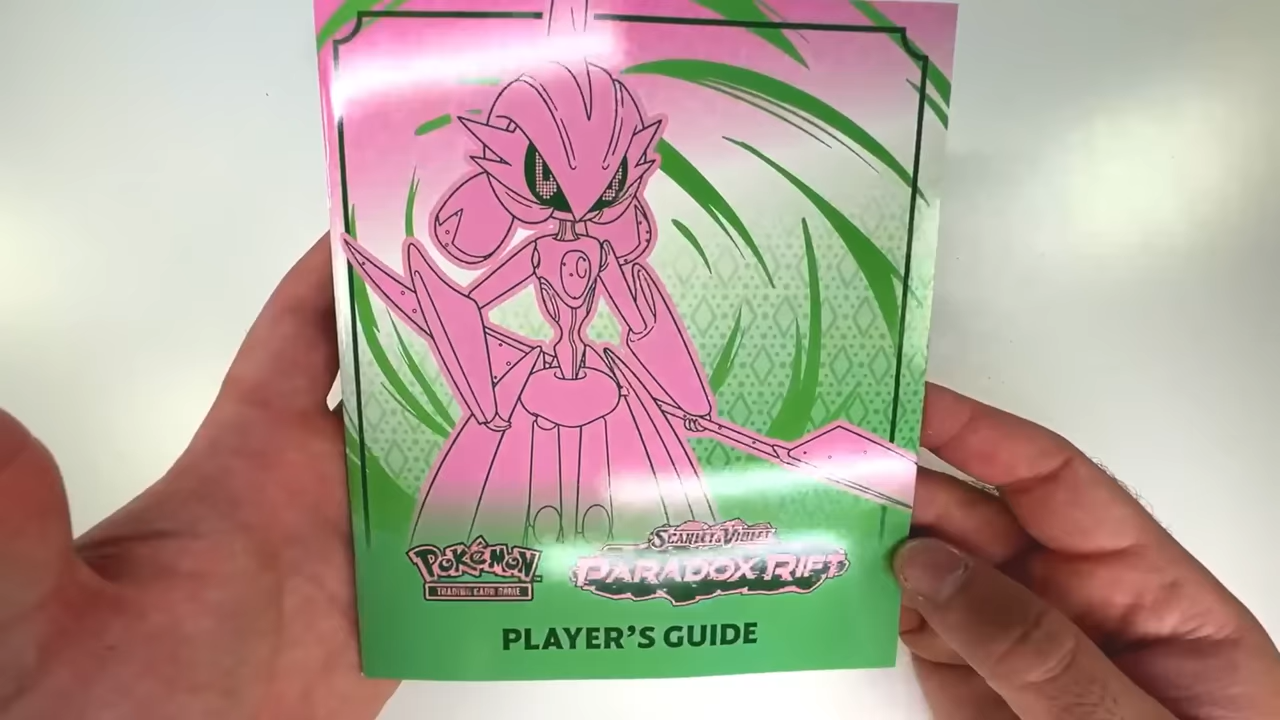 Pokémon
TRADING CARD GAME
SCARLET & VIOLET
PARADOX RIFT
PLAYER'S GUIDE